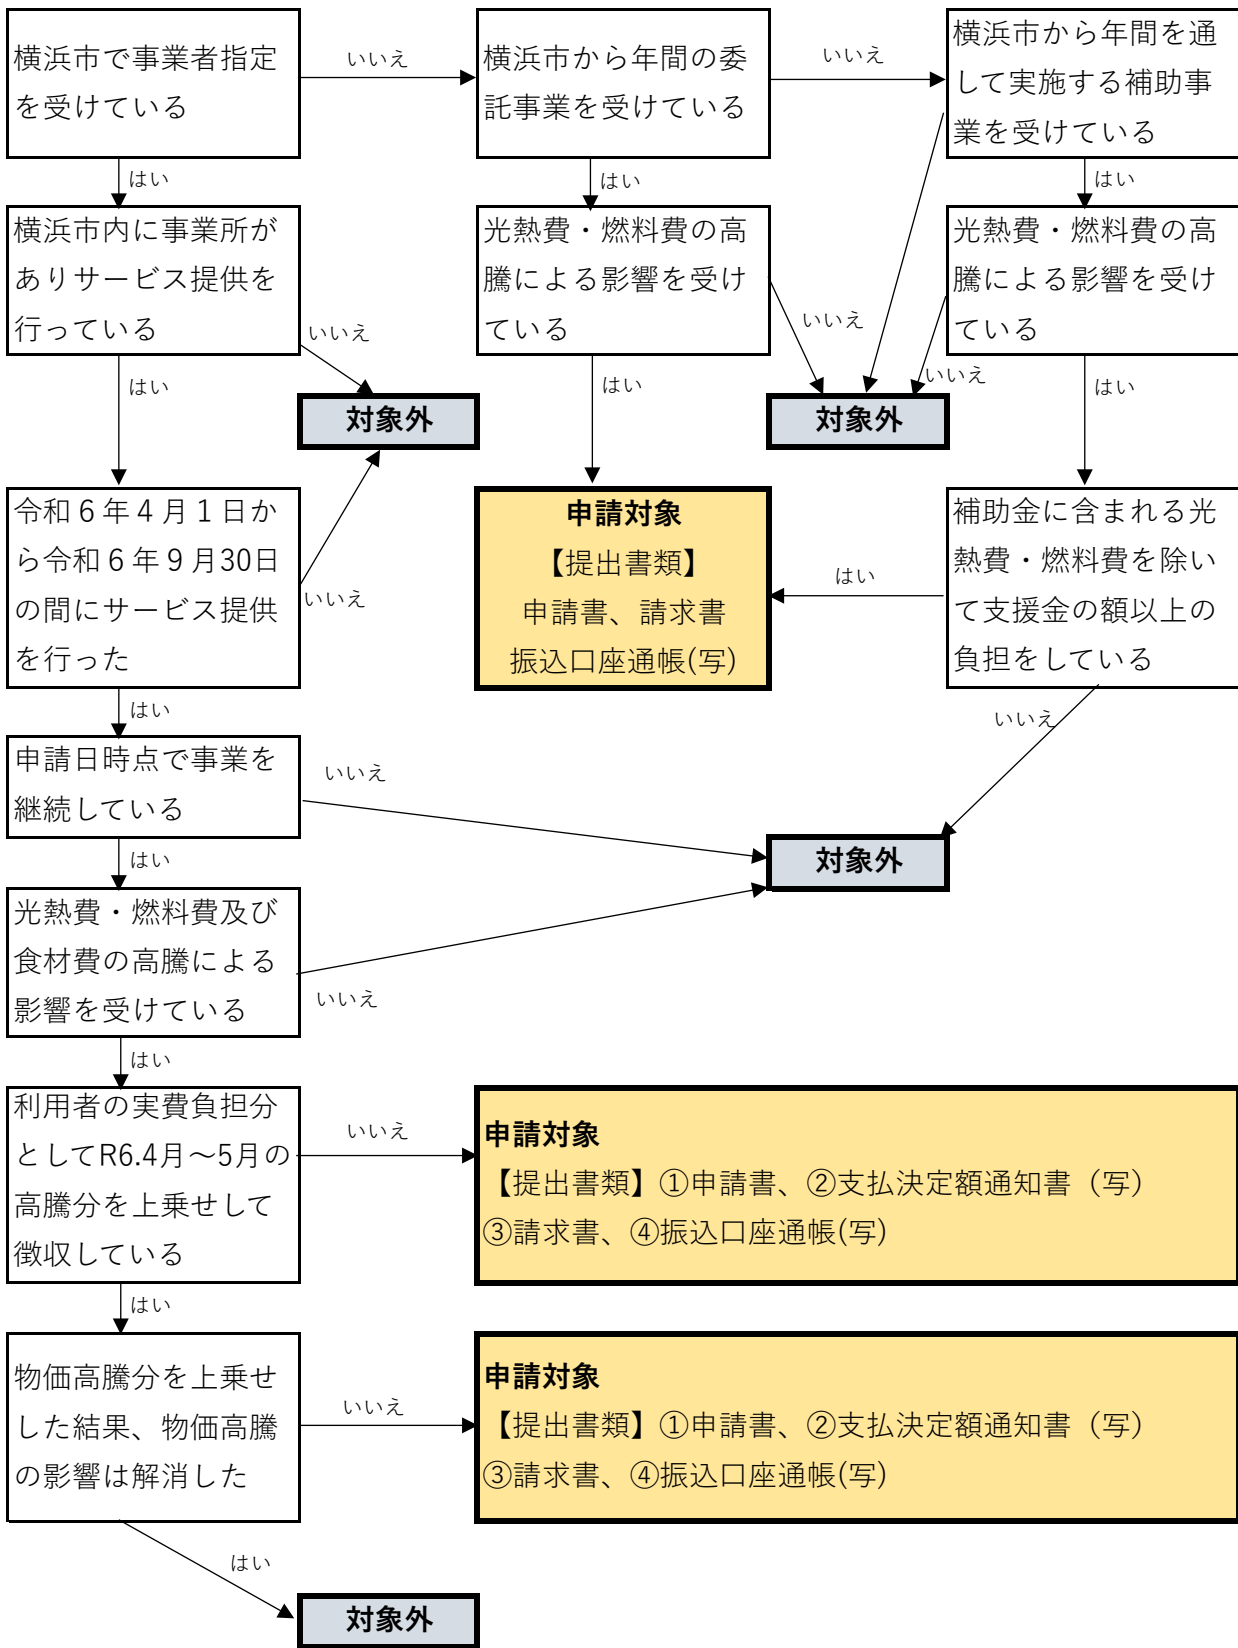 横浜市で事業者指定
を受けている
いいえ
横浜市から年間の委
託事業を受けている
いいえ
横浜市から年間を通
して実施する補助事
業を受けている
はい
はい
はい
横浜市内に事業所が
ありサービス提供を
行っている
いいえ
光熱費・燃料費の高
騰による影響を受け
ている
いいえ
光熱費・燃料費の高
騰による影響を受け
ている
いいえ
はい
はい
はい
対象外
対象外
令和６年４月１日か
ら令和６年９月30日
の間にサービス提供
を行った
いいえ
申請対象
【提出書類】
申請書、請求書
振込口座通帳(写)
はい
補助金に含まれる光
熱費・燃料費を除い
て支援金の額以上の
負担をしている
いいえ
はい
申請日時点で事業を
継続している
いいえ
対象外
はい
光熱費・燃料費及び
食材費の高騰による
影響を受けている
いいえ
はい
利用者の実費負担分
としてR6.4月～5月の
高騰分を上乗せして
徴収している
いいえ
申請対象
【提出書類】①申請書、②支払決定額通知書（写）
③請求書、④振込口座通帳(写)
はい
物価高騰分を上乗せ
した結果、物価高騰
の影響は解消した
いいえ
申請対象
【提出書類】①申請書、②支払決定額通知書（写）
③請求書、④振込口座通帳(写)
はい
対象外